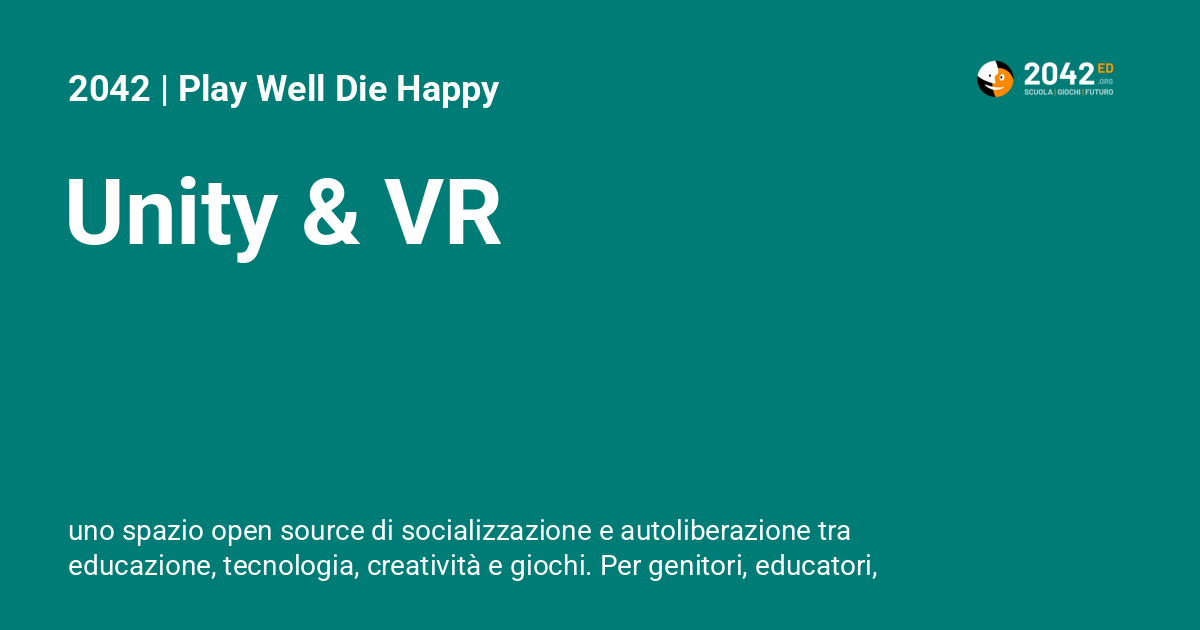 2042 | Play Well Die Happy
2042 ED
.ORG
SCUOLA | GIOCHI | FUTURO
Unity & VR
uno spazio open source di socializzazione e autoliberazione tra
educazione, tecnologia, creatività e giochi. Per genitori, educatori,